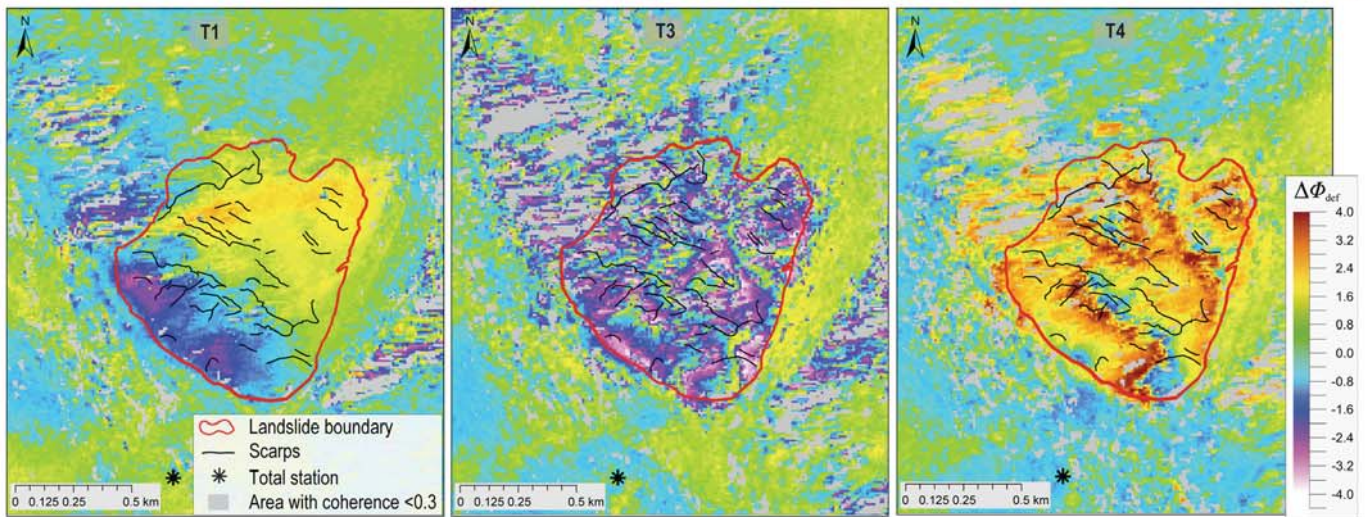 N
T1
N
T3
N
T4
ΔΦdef
4.0
3.2
2.4
1.6
0.8
0.0
-0.8
-1.6
-2.4
-3.2
-4.0
Landslide boundary
Scarps
Total station
Area with coherence <0.3
0 0.125 0.25 0.5 km
0 0.125 0.25 0.5 km
0 0.125 0.25 0.5 km